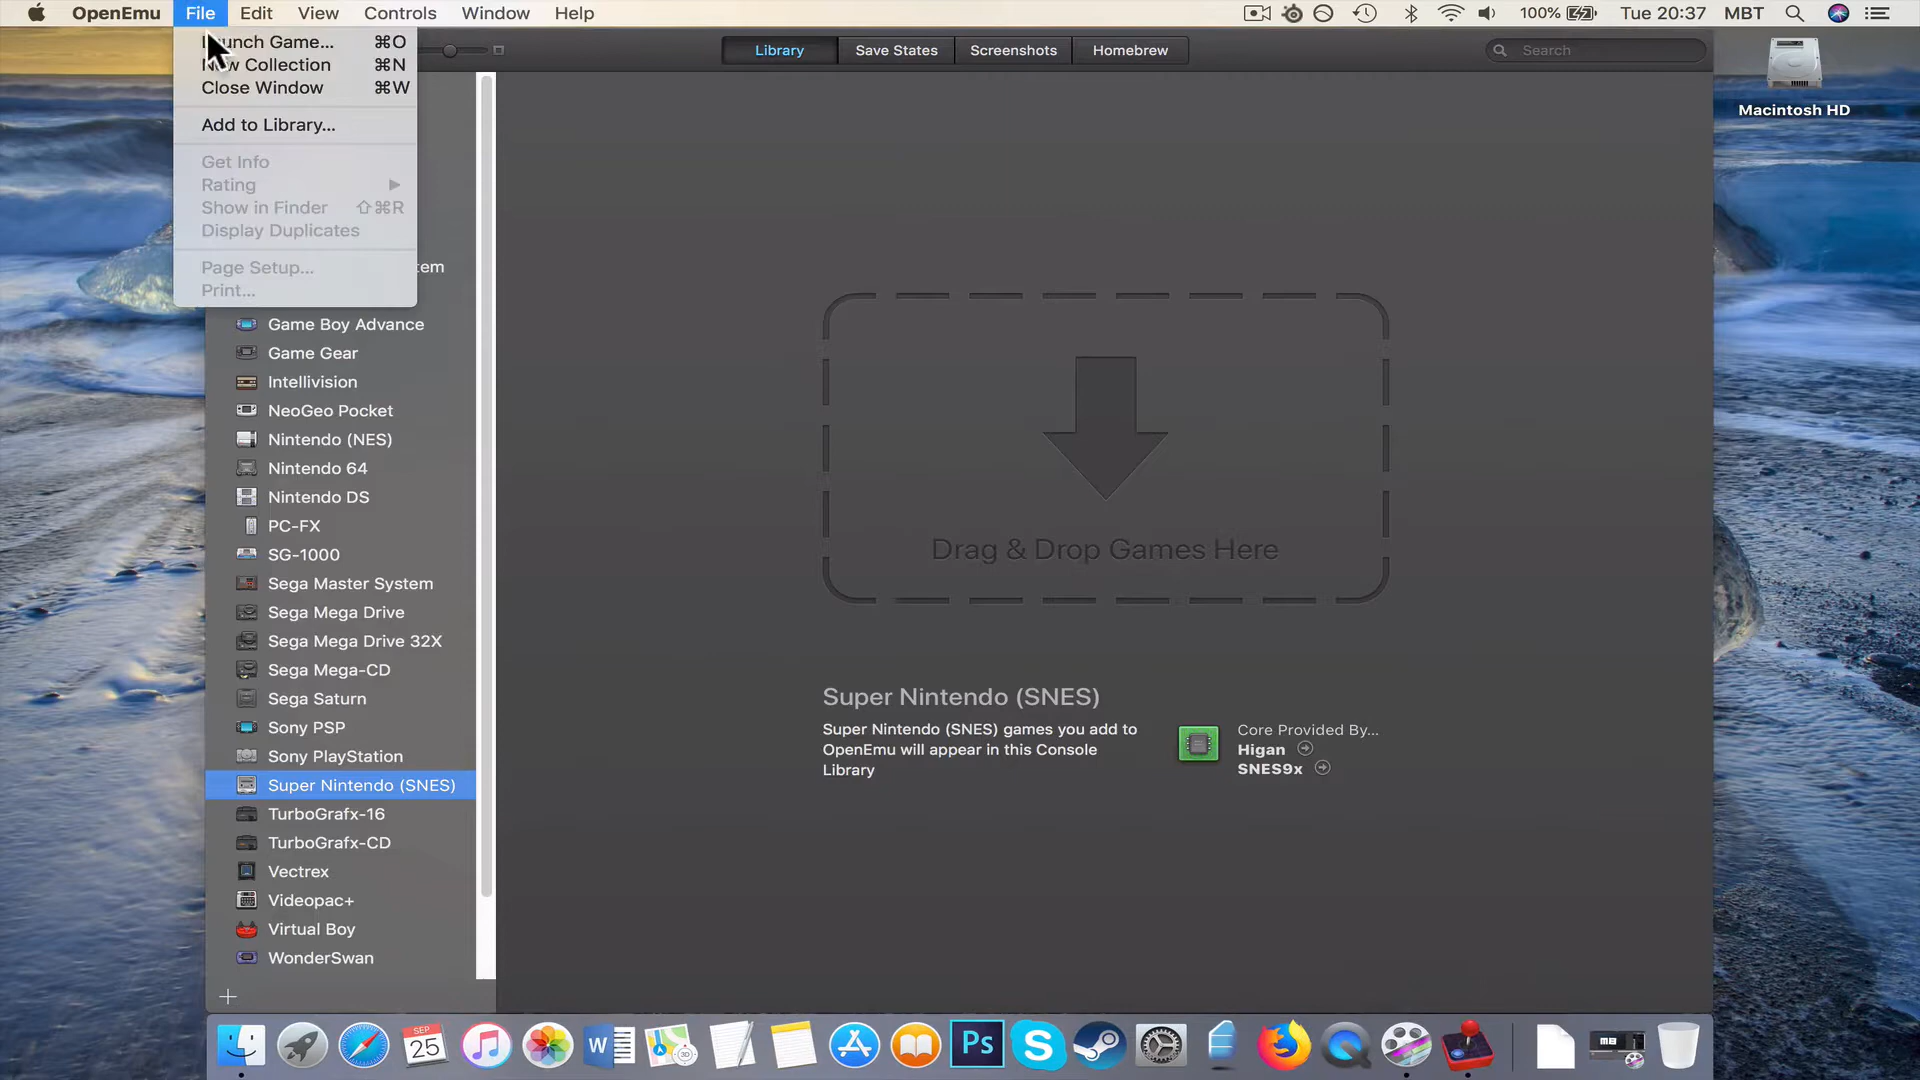 OpenEmu File Edit View Controls Window Help 100% Tue 20:37 MBT
Library Save States Screenshots Homebrew Search
Launch Game... ⌘O
New Collection ⌘N
Close Window ⌘W
Add to Library...
Get Info
Rating
Show in Finder ⇧⌘R
Display Duplicates
Page Setup...
Print...
Macintosh HD
Game Boy Advance
Game Gear
Intellivision
NeoGeo Pocket
Nintendo (NES)
Nintendo 64
Nintendo DS
PC-FX
SG-1000
Sega Master System
Sega Mega Drive
Sega Mega Drive 32X
Sega Mega-CD
Sega Saturn
Sony PSP
Sony PlayStation
Super Nintendo (SNES)
TurboGrafx-16
TurboGrafx-CD
Vectrex
Videopac+
Virtual Boy
WonderSwan
Drag & Drop Games Here
Super Nintendo (SNES)
Super Nintendo (SNES) games you add to
OpenEmu will appear in this Console
Library
Core Provided By...
Higan
SNES9x
SEP
25
W
3D
Ps
S